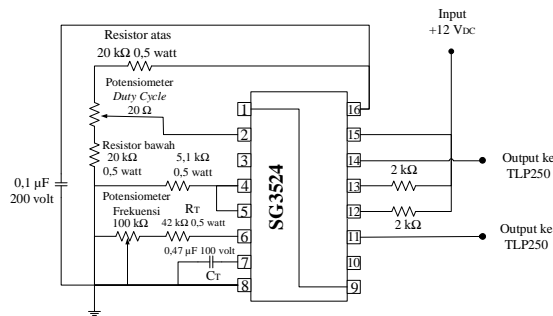 Resistor atas
20 kΩ 0,5 watt
Input
+12 VDC
Potensiometer
Duty Cycle
20 Ω
Resistor bawah
20 kΩ
0,5 watt
5,1 kΩ
0,5 watt
0,1 µF
200 volt
Potensiometer
Frekuensi
100 kΩ
RT
42 kΩ 0,5 watt
0,47 µF 100 volt
CT
SG3524
1
2
3
4
5
6
7
8
16
15
14
13
12
11
10
9
2 kΩ
2 kΩ
Output ke
TLP250
Output ke
TLP250